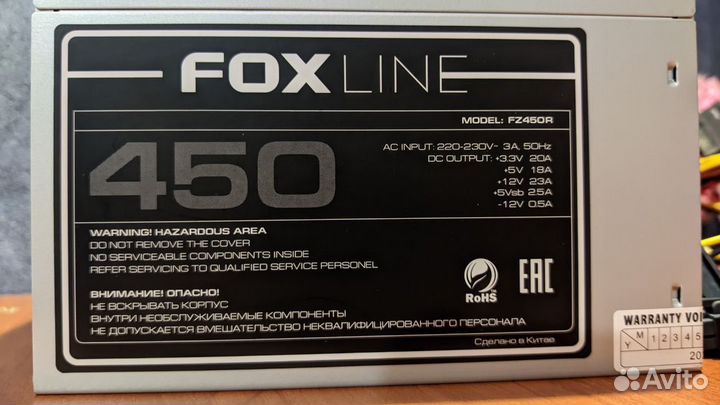 FOXLINE
MODEL: FZ450R
450
AC INPUT: 220-230V~ 3A, 50Hz
DC OUTPUT: +3.3V 20A
+5V 18A
+12V 23A
+5Vsb 2.5A
-12V 0.5A
WARNING! HAZARDOUS AREA
DO NOT REMOVE THE COVER
NO SERVICEABLE COMPONENTS INSIDE
REFER SERVICING TO QUALIFIED SERVICE PERSONEL
ВНИМАНИЕ! ОПАСНО!
НЕ ВСКРЫВАТЬ КОРПУС
ВНУТРИ НЕОБСЛУЖИВАЕМЫЕ КОМПОНЕНТЫ
НЕ ДОПУСКАЕТСЯ ВМЕШАТЕЛЬСТВО НЕКВАЛИФИЦИРОВАННОГО ПЕРСОНАЛА
RoHS
EAC
Сделано в Китае
WARRANTY VOI
M
Y
1 2 3 4 5
20
Avito